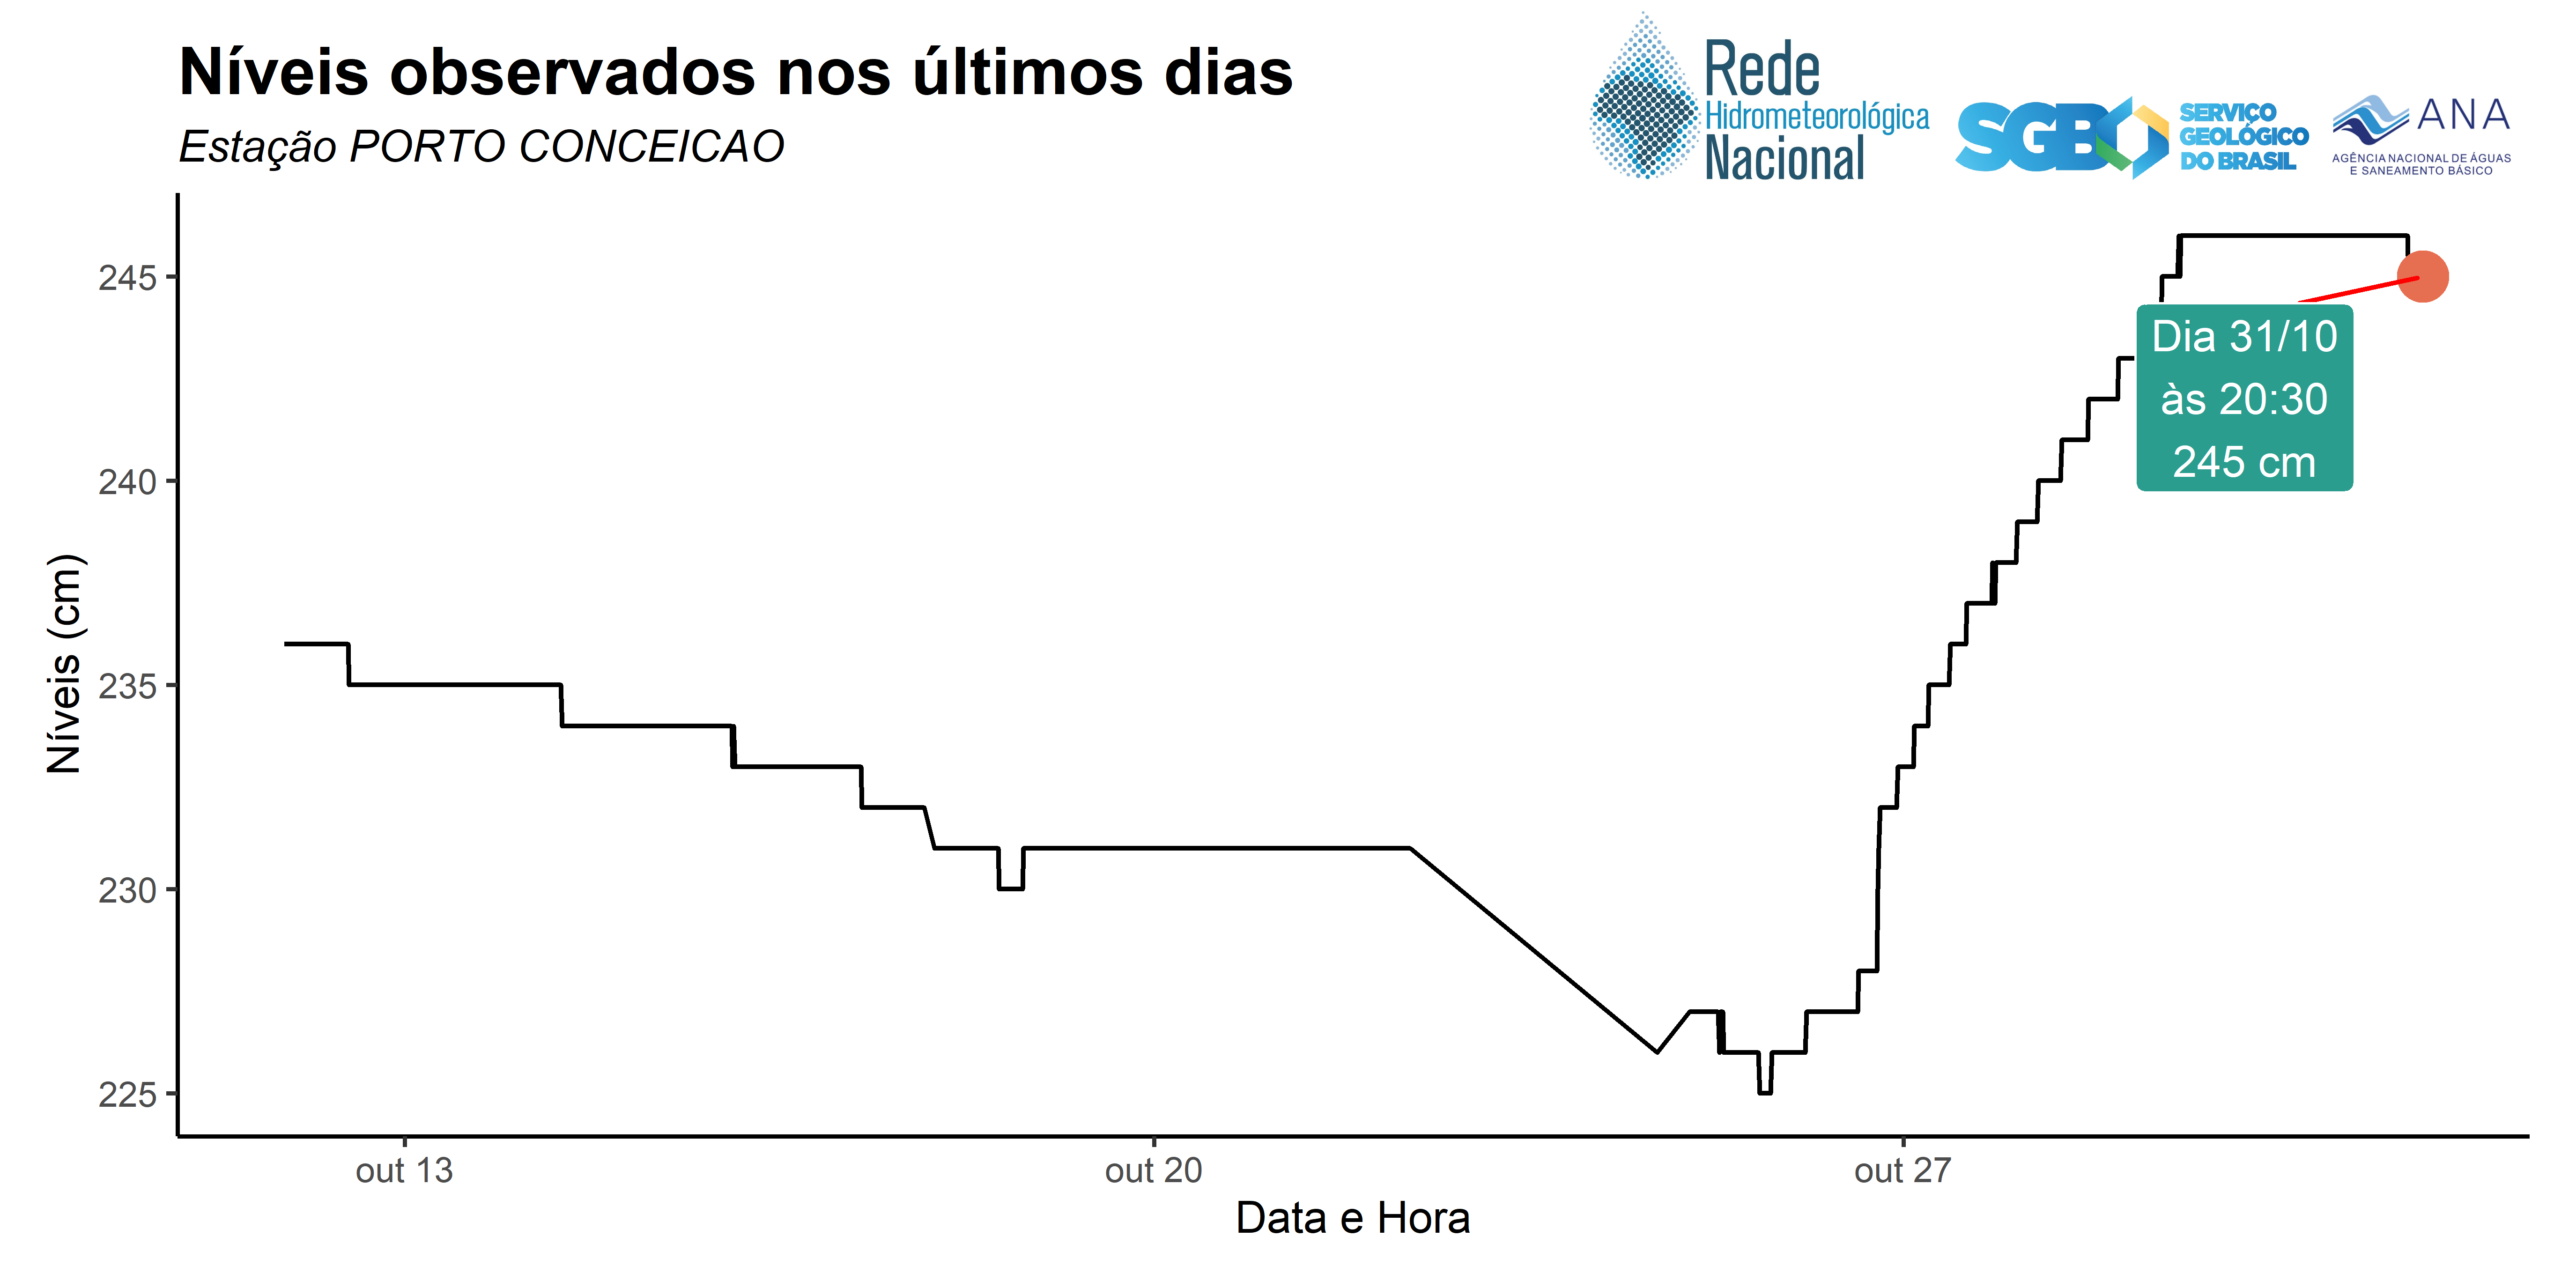 Níveis observados nos últimos dias
Estação PORTO CONCEICAO
Rede
Hidrometeorológica
Nacional
SGB
SERVIÇO
GEOLÓGICO
DO BRASIL
ANA
AGÊNCIA NACIONAL DE ÁGUAS
E SANEAMENTO BÁSICO
Níveis (cm)
245
240
235
230
225
Dia 31/10
às 20:30
245 cm
out 13
out 20
out 27
Data e Hora